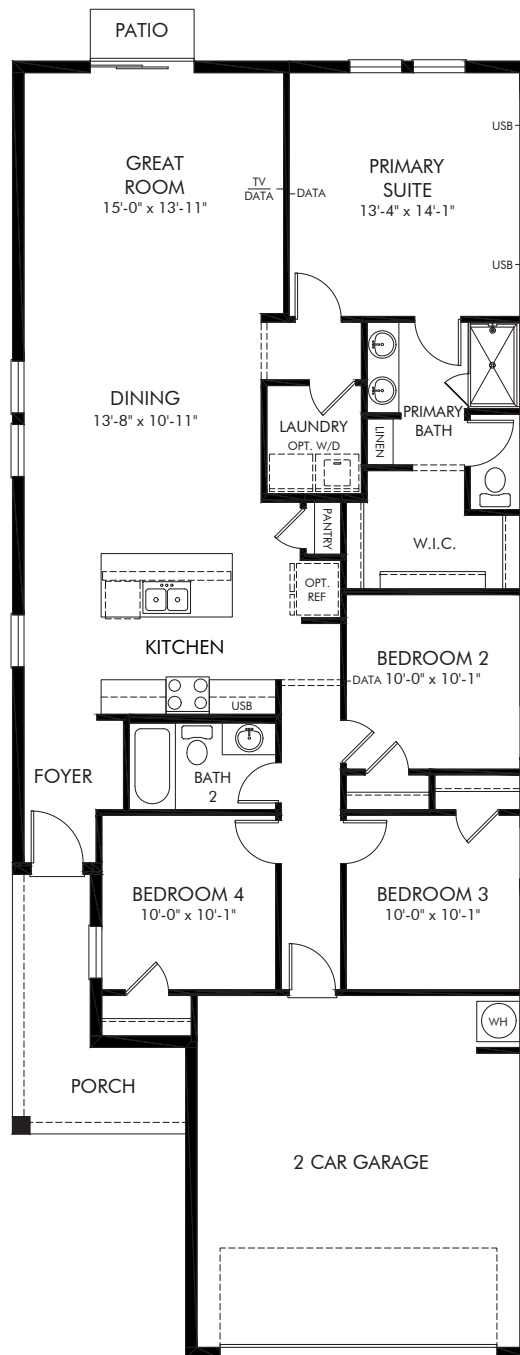 PATIO
GREAT
ROOM
15'-0" x 13'-11"
TV
DATA
DATA
PRIMARY
SUITE
13'-4" x 14'-1"
USB
USB
DINING
13'-8" x 10'-11"
LAUNDRY
OPT. W/D
LINEN
PRIMARY
BATH
PANTRY
W.I.C.
OPT.
REF
KITCHEN
USB
BEDROOM 2
10'-0" x 10'-1"
DATA
FOYER
BATH
2
BEDROOM 4
10'-0" x 10'-1"
BEDROOM 3
10'-0" x 10'-1"
WH
PORCH
2 CAR GARAGE